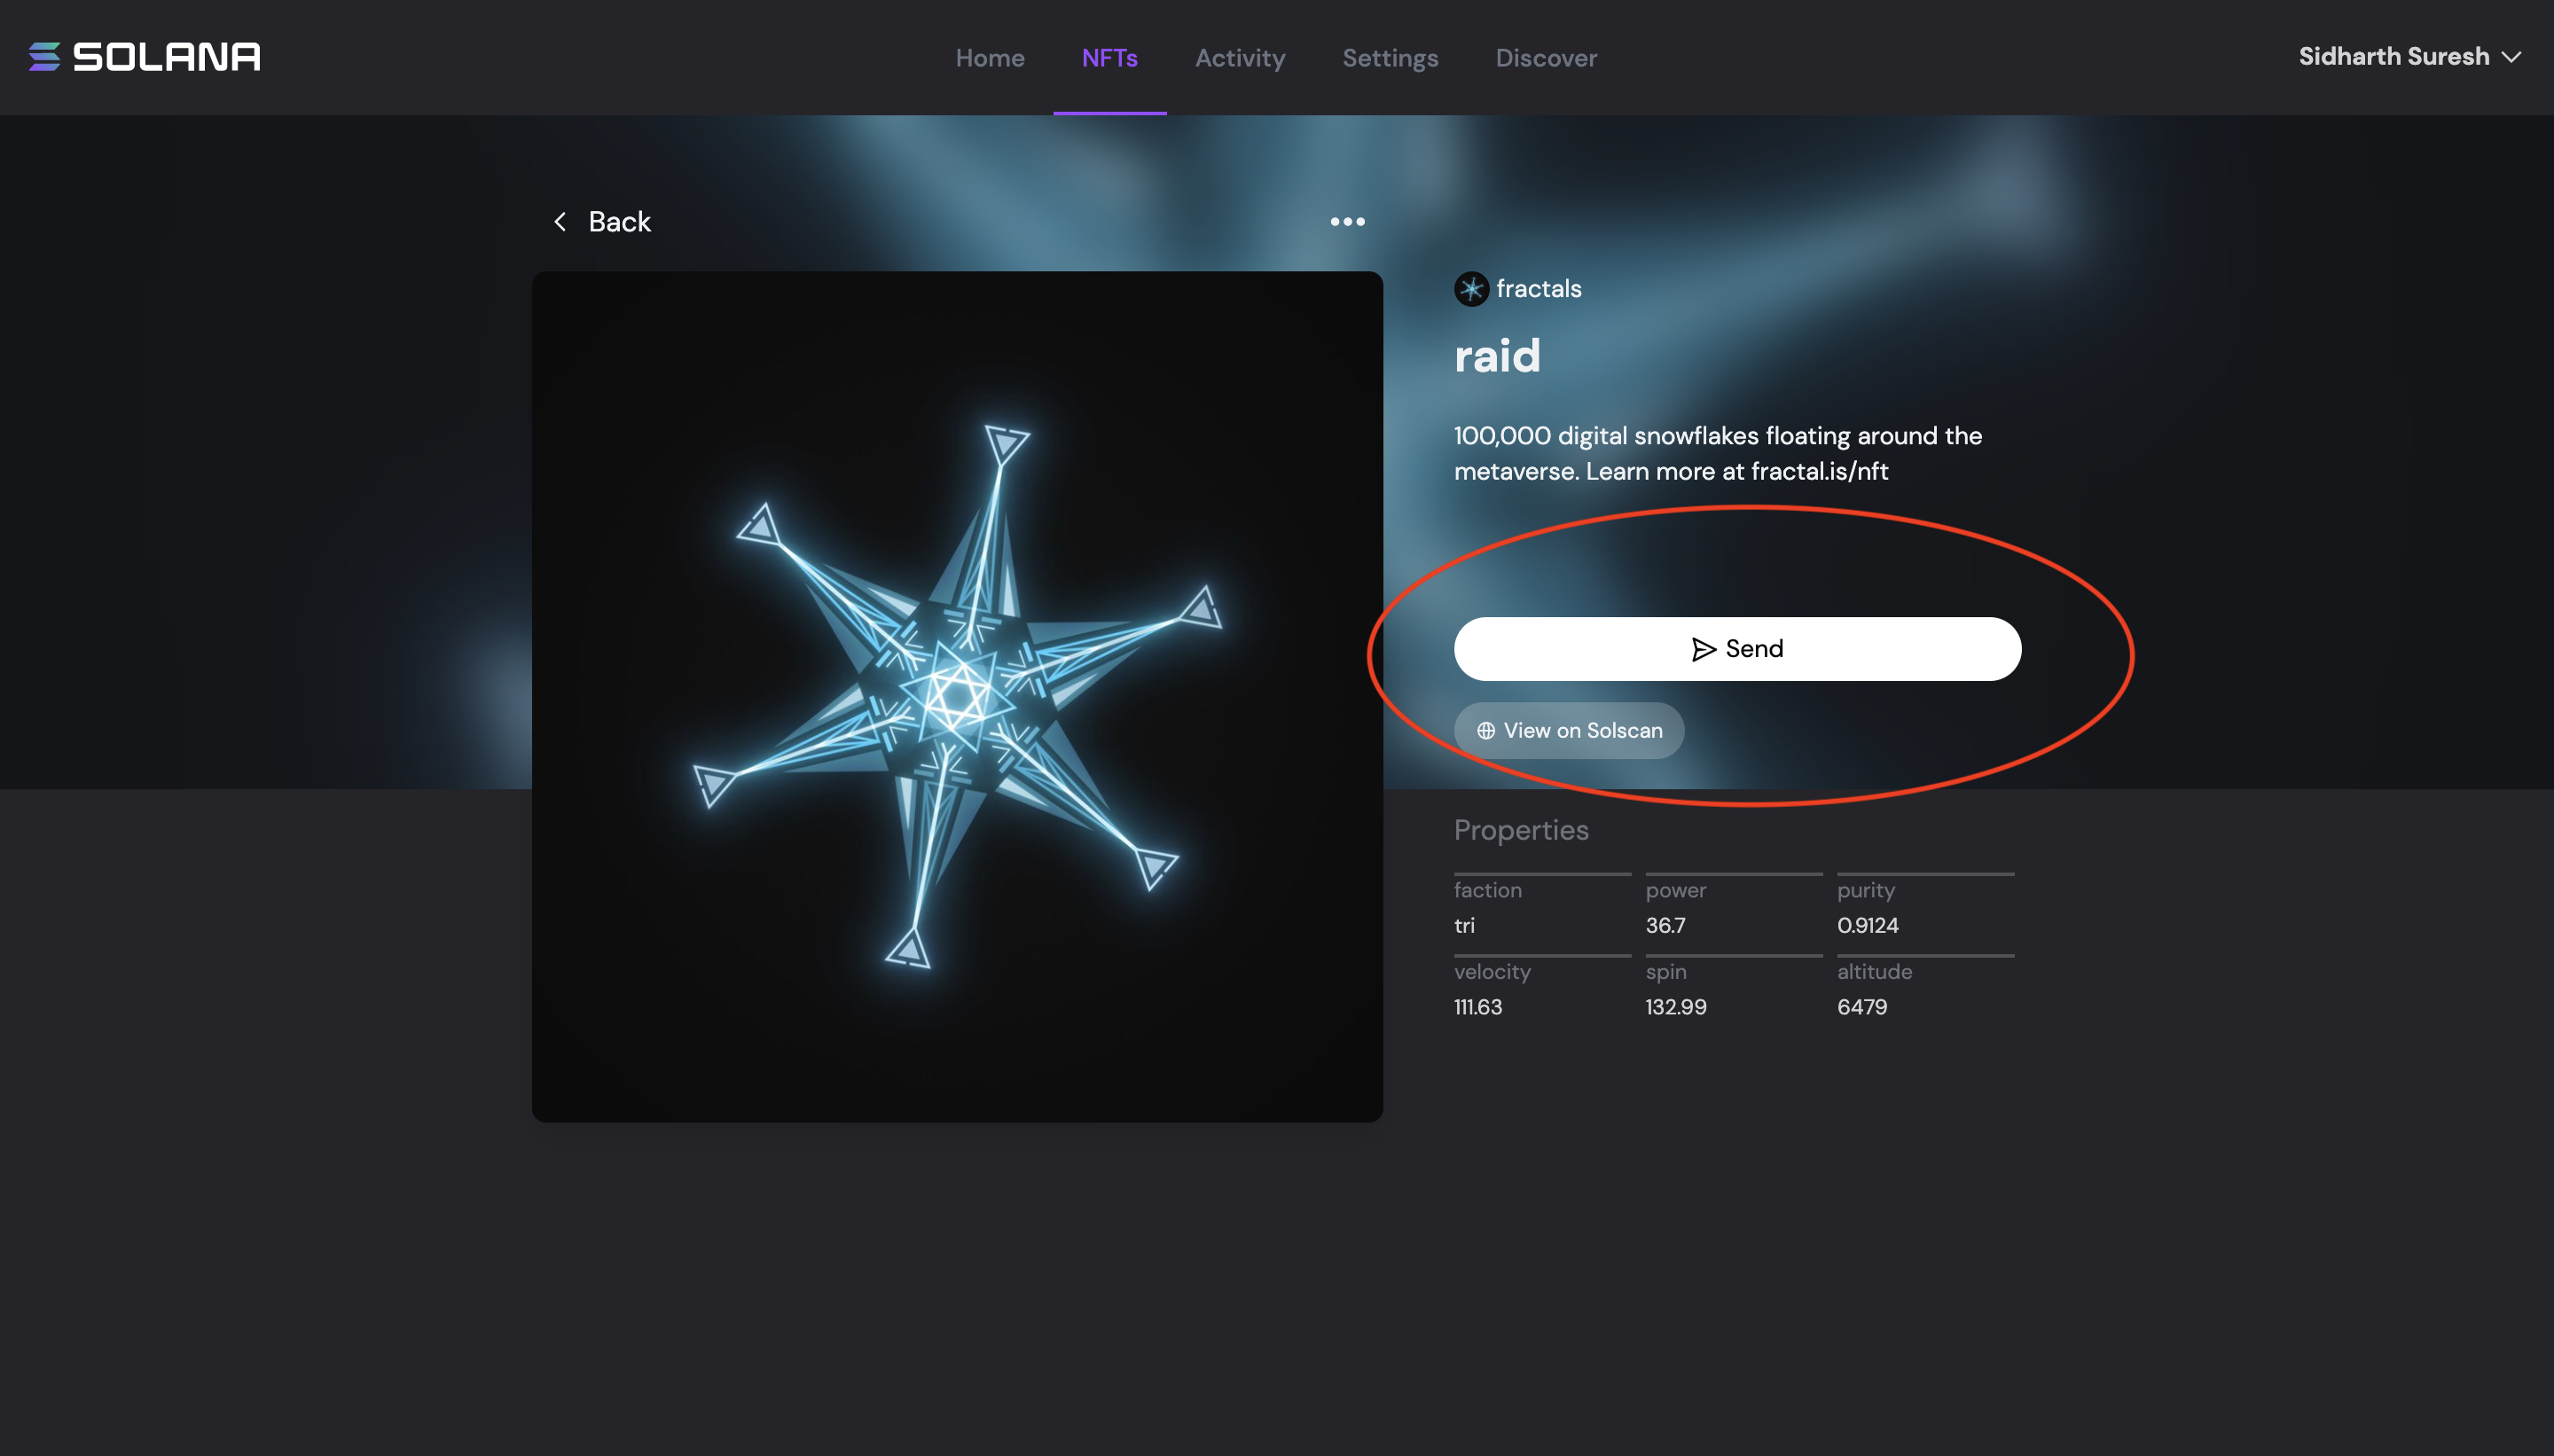 SOLANA
Home NFTs Activity Settings Discover
Sidharth Suresh
Back
fractals
raid
100,000 digital snowflakes floating around the
metaverse. Learn more at fractal.is/nft
Send
View on Solscan
Properties
faction power purity
tri 36.7 0.9124
velocity spin altitude
111.63 132.99 6479